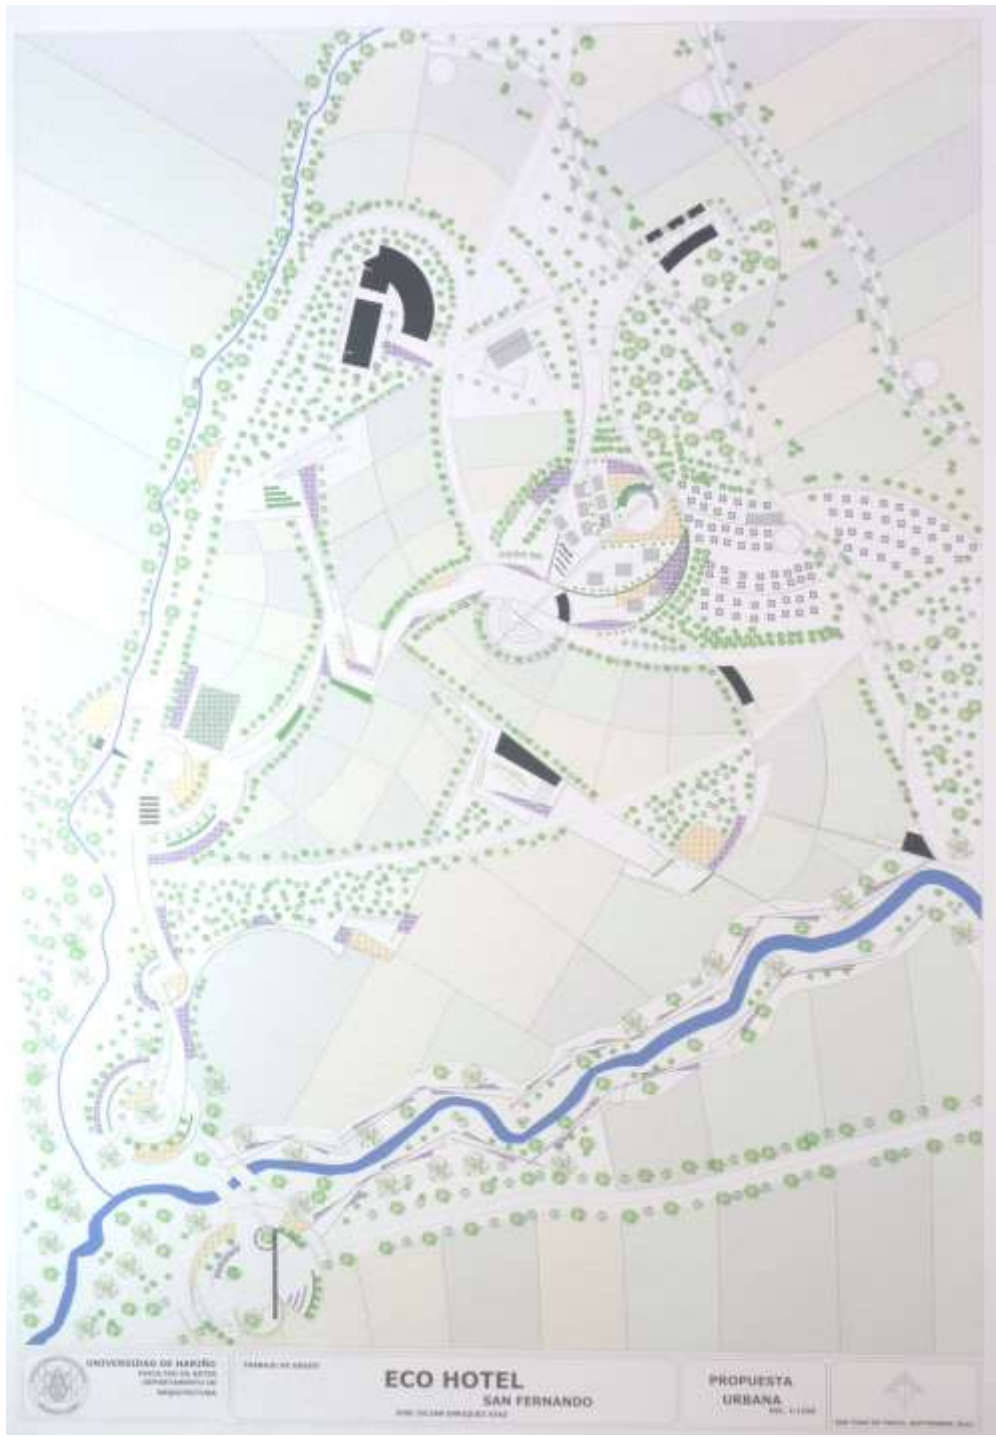 UNIVERSIDAD DE NARIÑO
FACULTAD DE ARTES
DEPARTAMENTO DE
ARQUITECTURA
TRABAJO DE GRADO
ECO HOTEL
SAN FERNANDO
PROPUESTA
URBANA